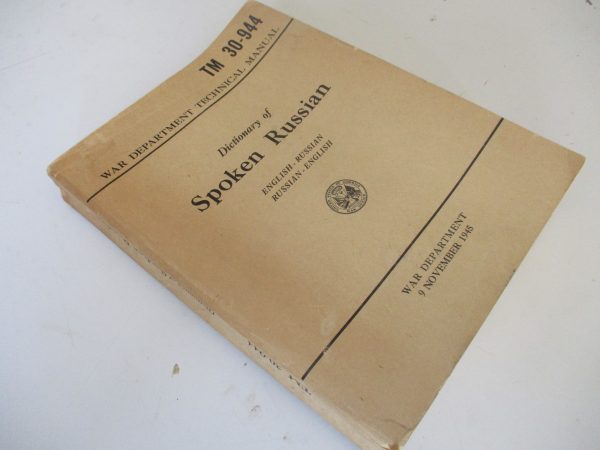 TM 30-944
WAR DEPARTMENT TECHNICAL MANUAL
Dictionary of
Spoken Russian
ENGLISH-RUSSIAN
RUSSIAN-ENGLISH
WAR DEPARTMENT
9 NOVEMBER 1945